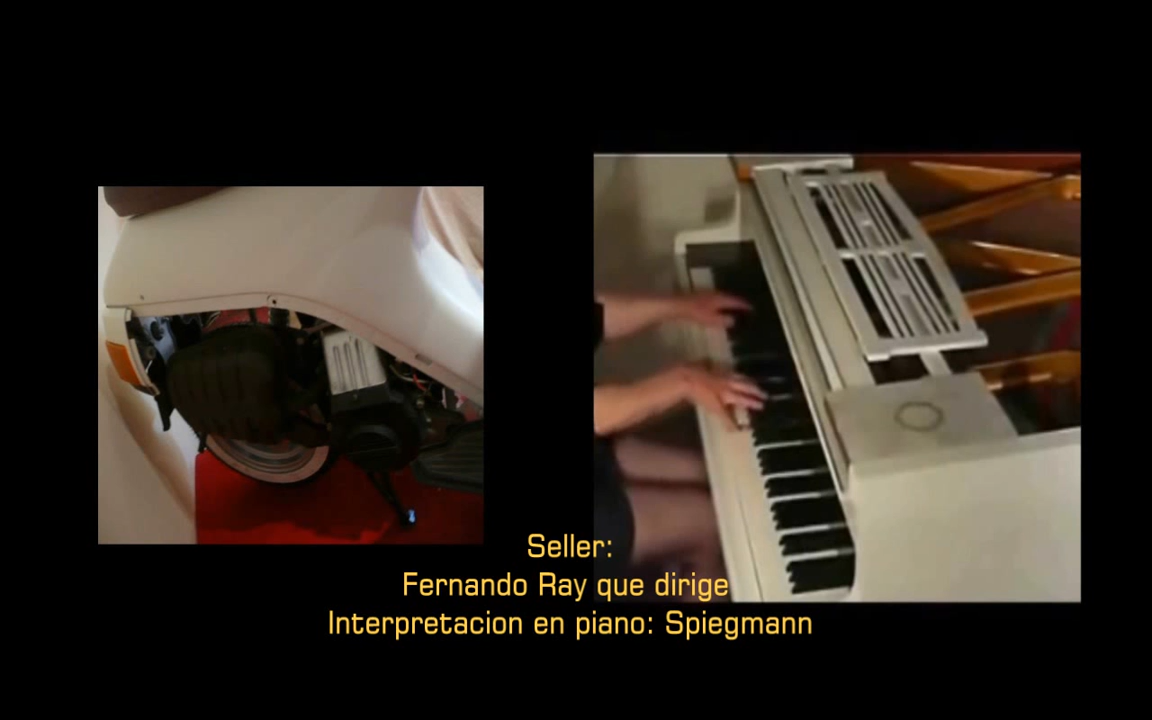 Seller:
Fernando Ray que dirige
Interpretacion en piano: Spiegmann